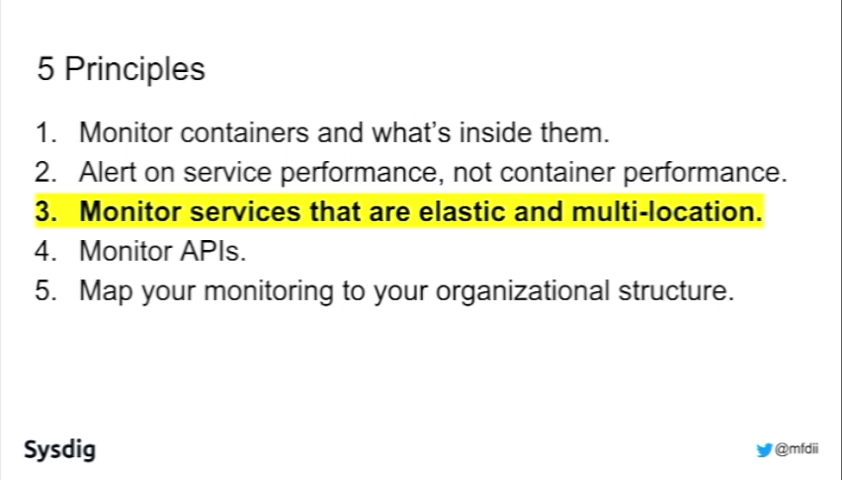 5 Principles
1. Monitor containers and what's inside them.
2. Alert on service performance, not container performance.
3. Monitor services that are elastic and multi-location.
4. Monitor APIs.
5. Map your monitoring to your organizational structure.
Sysdig
@mfdii